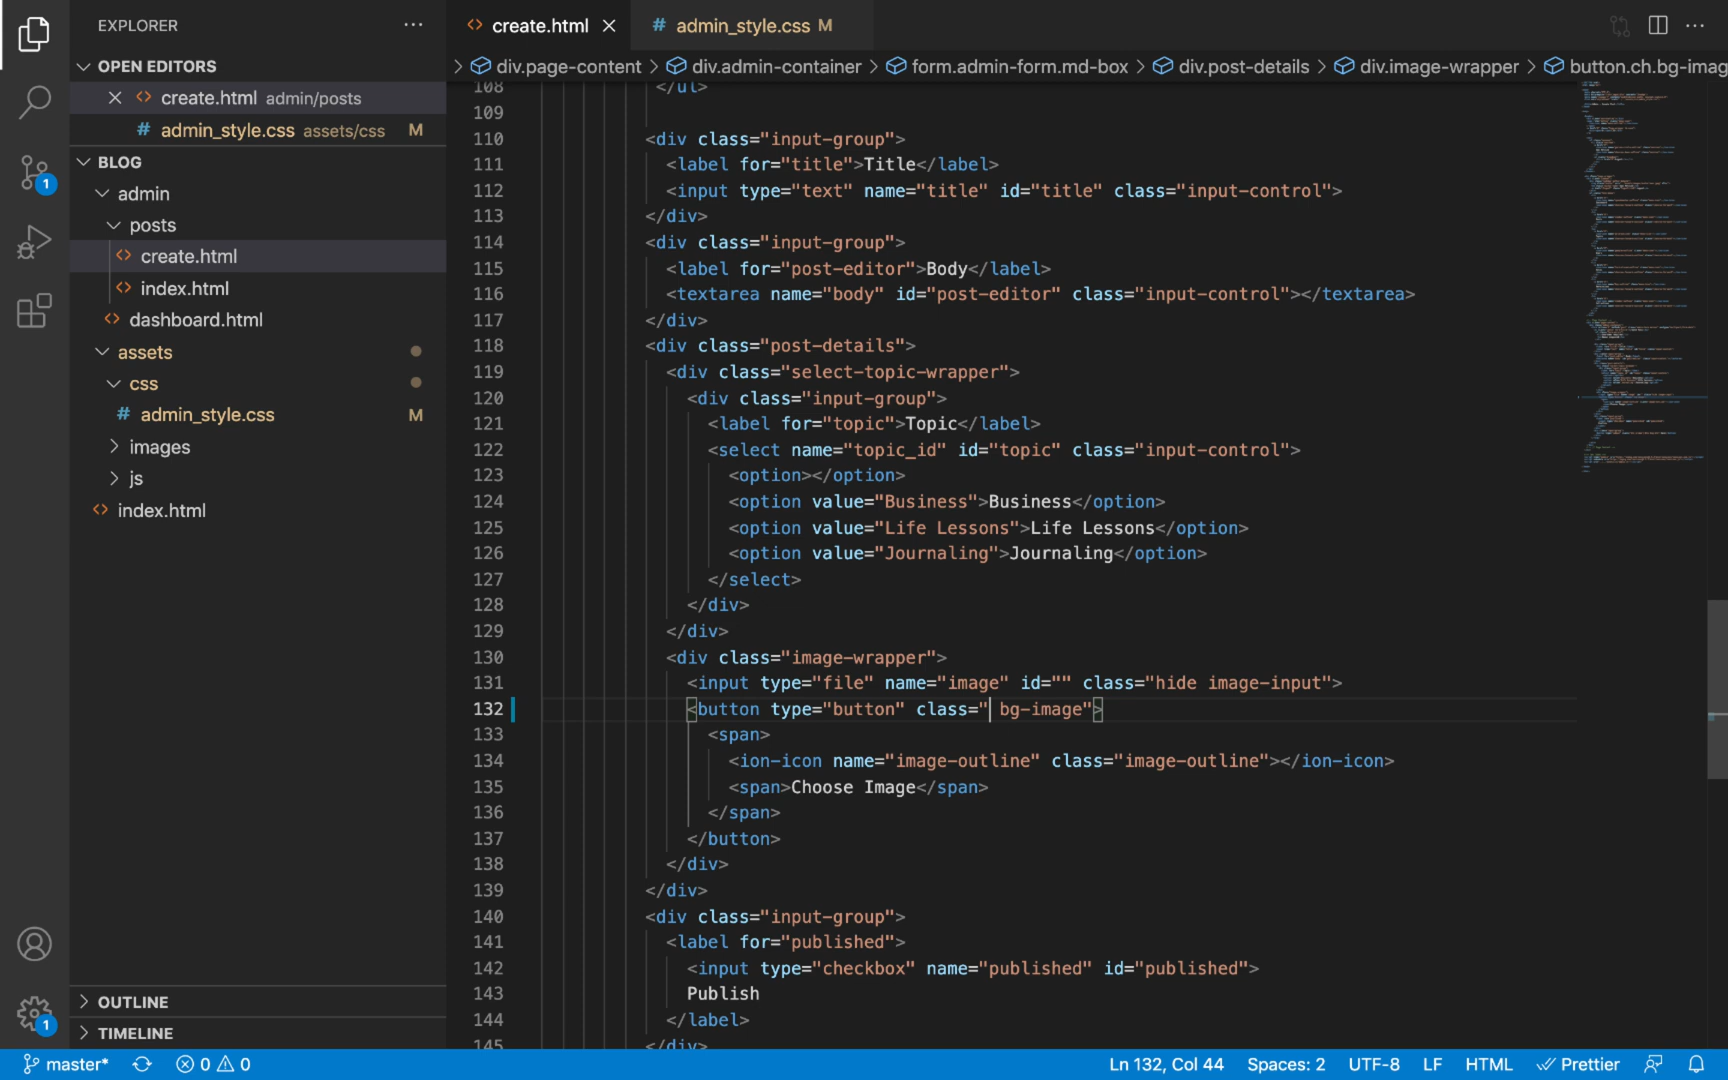 EXPLORER
OPEN EDITORS
create.html admin/posts
# admin_style.css assets/css M
BLOG
admin
posts
create.html
index.html
dashboard.html
assets
css
# admin_style.css M
images
js
index.html
OUTLINE
TIMELINE
1
1
create.html
# admin_style.css M
div.page-content > div.admin-container > form.admin-form.md-box > div.post-details > div.image-wrapper > button.ch.bg-imag
108 </ul>
109
110 <div class="input-group">
111 <label for="title">Title</label>
112 <input type="text" name="title" id="title" class="input-control">
113 </div>
114 <div class="input-group">
115 <label for="post-editor">Body</label>
116 <textarea name="body" id="post-editor" class="input-control"></textarea>
117 </div>
118 <div class="post-details">
119 <div class="select-topic-wrapper">
120 <div class="input-group">
121 <label for="topic">Topic</label>
122 <select name="topic_id" id="topic" class="input-control">
123 <option></option>
124 <option value="Business">Business</option>
125 <option value="Life Lessons">Life Lessons</option>
126 <option value="Journaling">Journaling</option>
127 </select>
128 </div>
129 </div>
130 <div class="image-wrapper">
131 <input type="file" name="image" id="" class="hide image-input">
132 <button type="button" class=" bg-image">
133 <span>
134 <ion-icon name="image-outline" class="image-outline"></ion-icon>
135 <span>Choose Image</span>
136 </span>
137 </button>
138 </div>
139 </div>
140 <div class="input-group">
141 <label for="published">
142 <input type="checkbox" name="published" id="published">
143 Publish
144 </label>
145 </div>
master* 0 0 Ln 132, Col 44 Spaces: 2 UTF-8 LF HTML Prettier